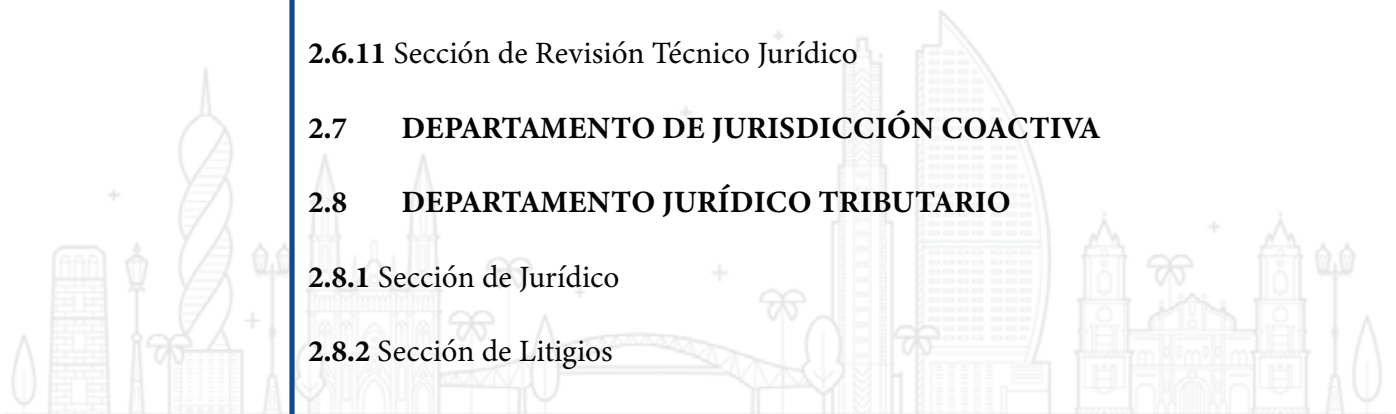 2.6.11 Sección de Revisión Técnico Jurídico
2.7 DEPARTAMENTO DE JURISDICCIÓN COACTIVA
2.8 DEPARTAMENTO JURÍDICO TRIBUTARIO
2.8.1 Sección de Jurídico
2.8.2 Sección de Litigios